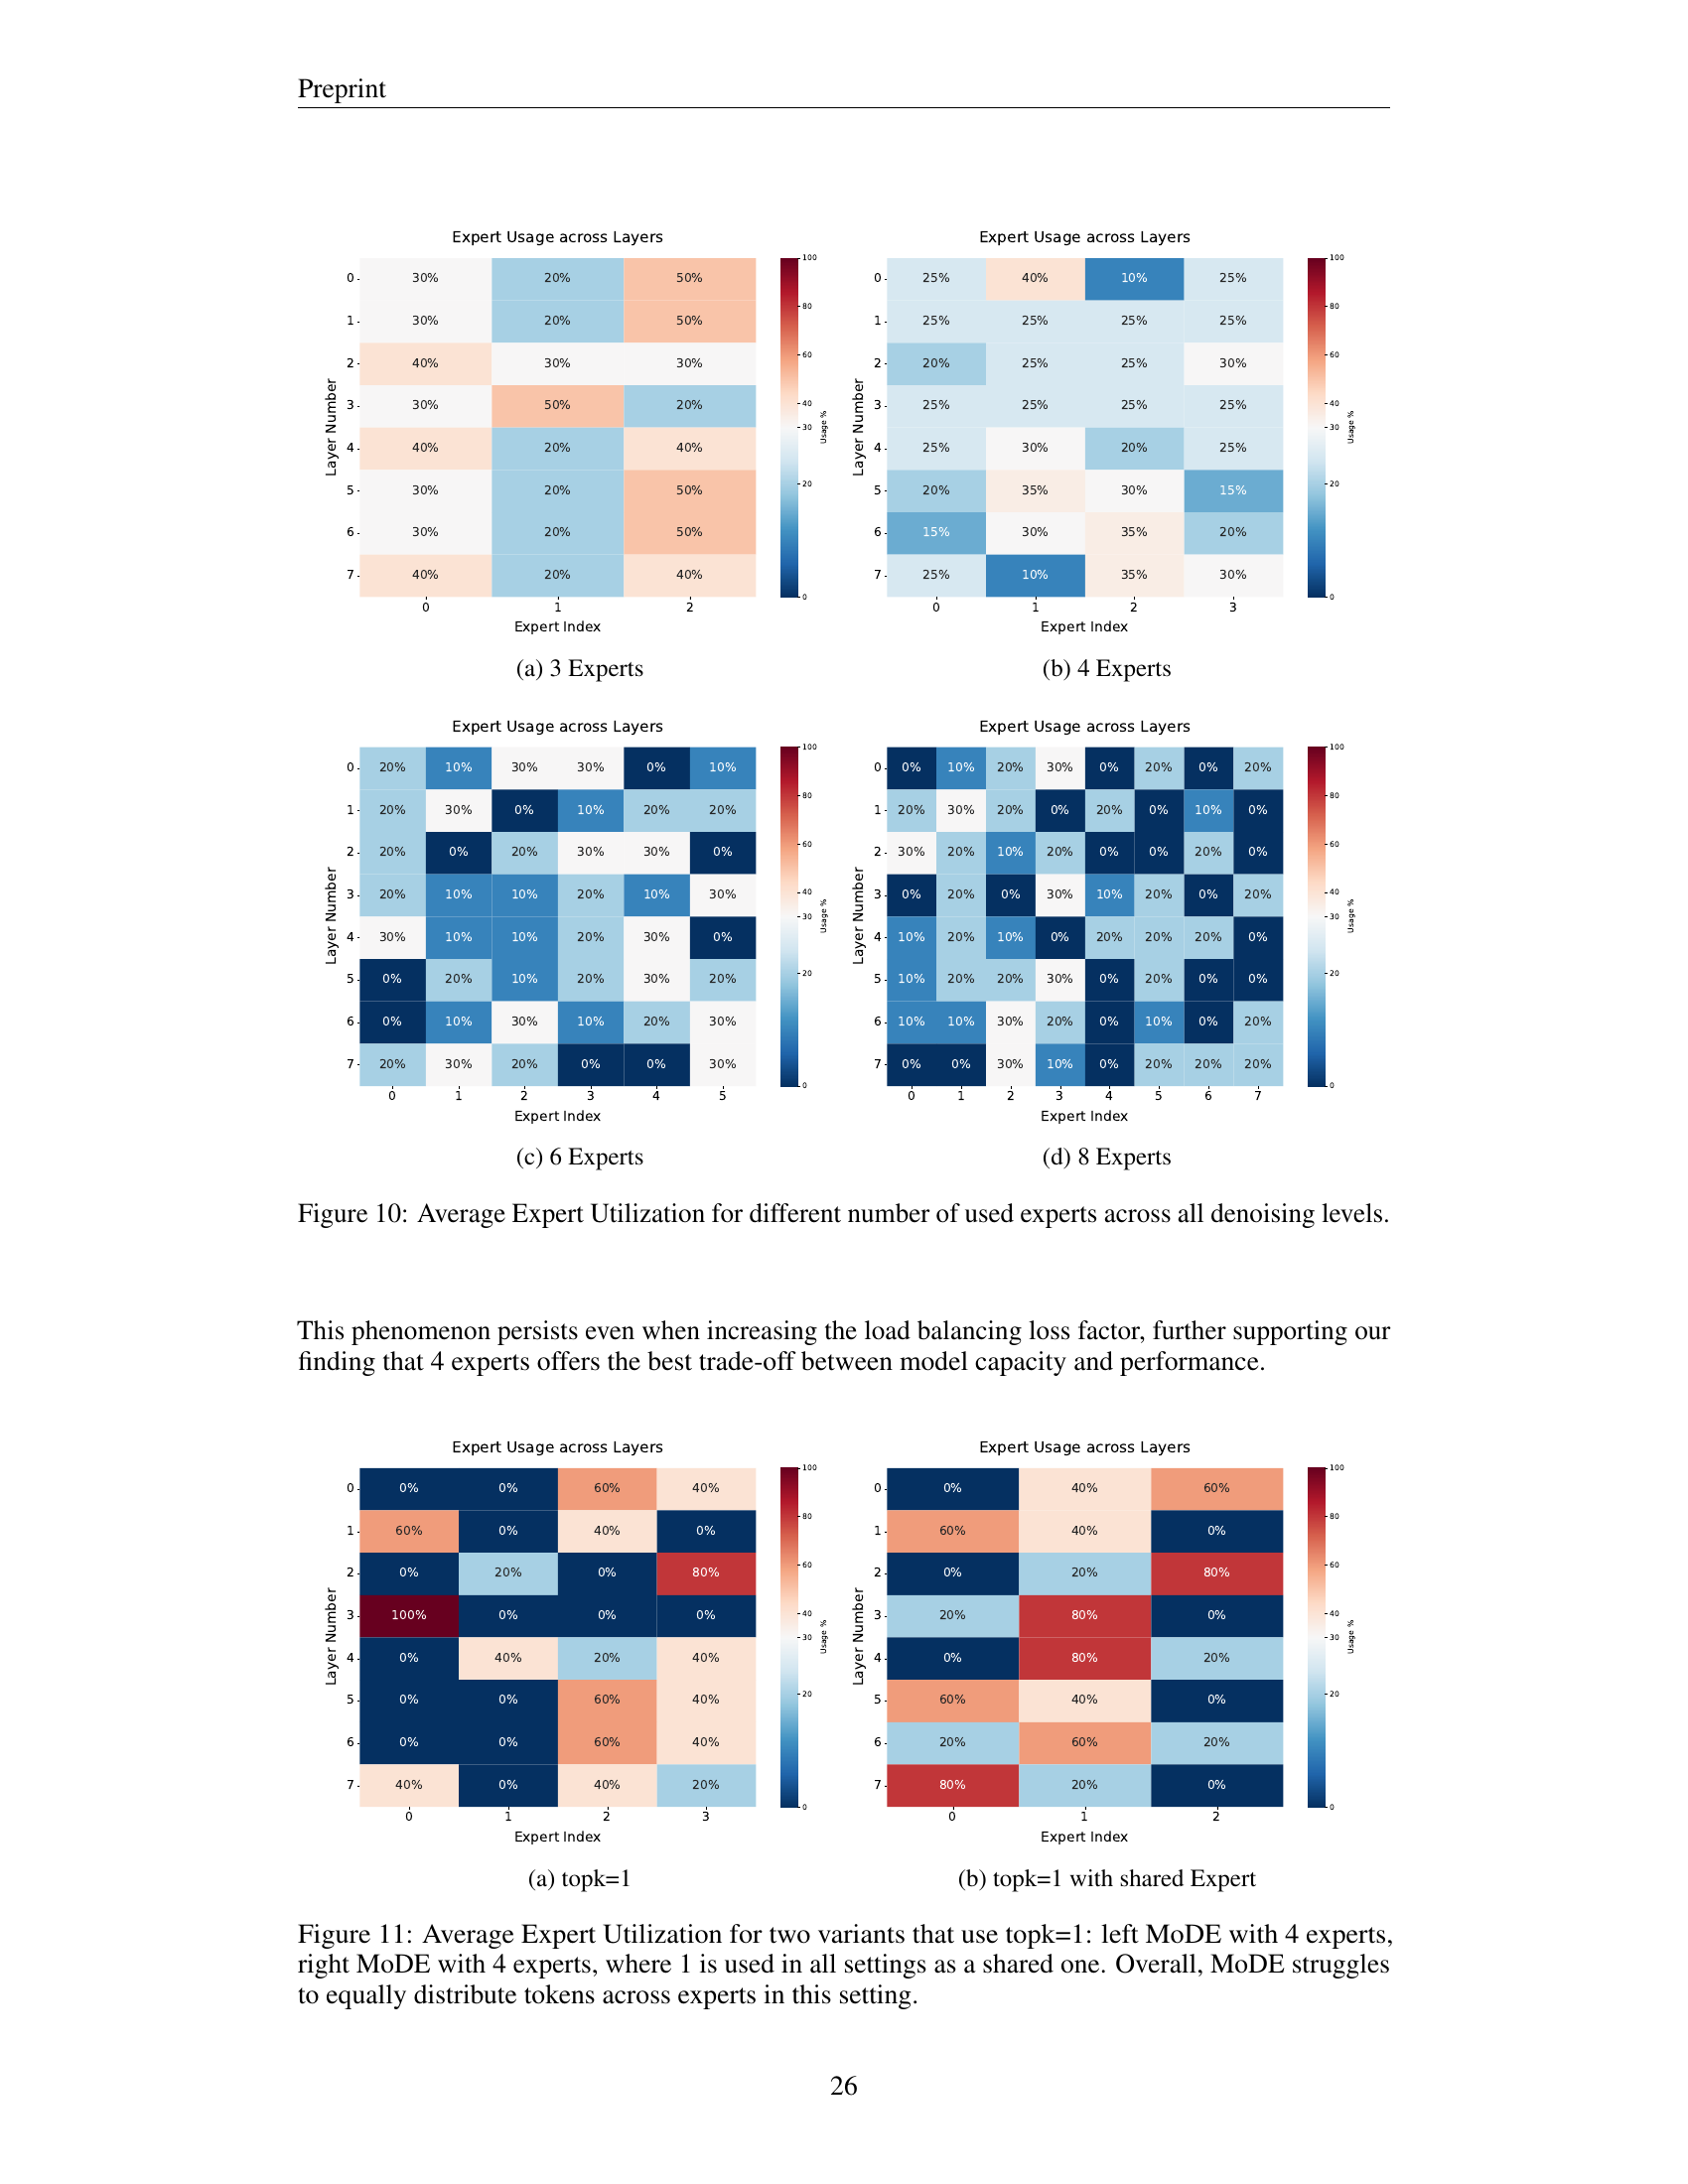 Preprint
Expert Usage across Layers
0 30% 20% 50%
1 30% 20% 50%
2 40% 30% 30%
3 30% 50% 20%
4 40% 20% 40%
5 30% 20% 50%
6 30% 20% 50%
7 40% 20% 40%
0 1 2
Expert Index
Layer Number
100
80
60
40
30
20
0
Usage %
(a) 3 Experts
Expert Usage across Layers
0 25% 40% 10% 25%
1 25% 25% 25% 25%
2 20% 25% 25% 30%
3 25% 25% 25% 25%
4 25% 30% 20% 25%
5 20% 35% 30% 15%
6 15% 30% 35% 20%
7 25% 10% 35% 30%
0 1 2 3
Expert Index
Layer Number
100
80
60
40
30
20
0
Usage %
(b) 4 Experts
Expert Usage across Layers
0 20% 10% 30% 30% 0% 10%
1 20% 30% 0% 10% 20% 20%
2 20% 0% 20% 30% 30% 0%
3 20% 10% 10% 20% 10% 30%
4 30% 10% 10% 20% 30% 0%
5 0% 20% 10% 20% 30% 20%
6 0% 10% 30% 10% 20% 30%
7 20% 30% 20% 0% 0% 30%
0 1 2 3 4 5
Expert Index
Layer Number
100
80
60
40
30
20
0
Usage %
(c) 6 Experts
Expert Usage across Layers
0 0% 10% 20% 30% 0% 20% 0% 20%
1 20% 30% 20% 0% 20% 0% 10% 0%
2 30% 20% 10% 20% 0% 0% 20% 0%
3 0% 20% 0% 30% 10% 20% 0% 20%
4 10% 20% 10% 0% 20% 20% 20% 0%
5 10% 20% 20% 30% 0% 20% 0% 0%
6 10% 10% 30% 20% 0% 10% 0% 20%
7 0% 0% 30% 10% 0% 20% 20% 20%
0 1 2 3 4 5 6 7
Expert Index
Layer Number
100
80
60
40
30
20
0
Usage %
(d) 8 Experts
Figure 10: Average Expert Utilization for different number of used experts across all denoising levels.
This phenomenon persists even when increasing the load balancing loss factor, further supporting our
finding that 4 experts offers the best trade-off between model capacity and performance.
Expert Usage across Layers
0 0% 0% 60% 40%
1 60% 0% 40% 0%
2 0% 20% 0% 80%
3 100% 0% 0% 0%
4 0% 40% 20% 40%
5 0% 0% 60% 40%
6 0% 0% 60% 40%
7 40% 0% 40% 20%
0 1 2 3
Expert Index
Layer Number
100
80
60
40
30
20
0
Usage %
(a) topk=1
Expert Usage across Layers
0 0% 40% 60%
1 60% 40% 0%
2 0% 20% 80%
3 20% 80% 0%
4 0% 80% 20%
5 60% 40% 0%
6 20% 60% 20%
7 80% 20% 0%
0 1 2
Expert Index
Layer Number
100
80
60
40
30
20
0
Usage %
(b) topk=1 with shared Expert
Figure 11: Average Expert Utilization for two variants that use topk=1: left MoDE with 4 experts,
right MoDE with 4 experts, where 1 is used in all settings as a shared one. Overall, MoDE struggles
to equally distribute tokens across experts in this setting.
26